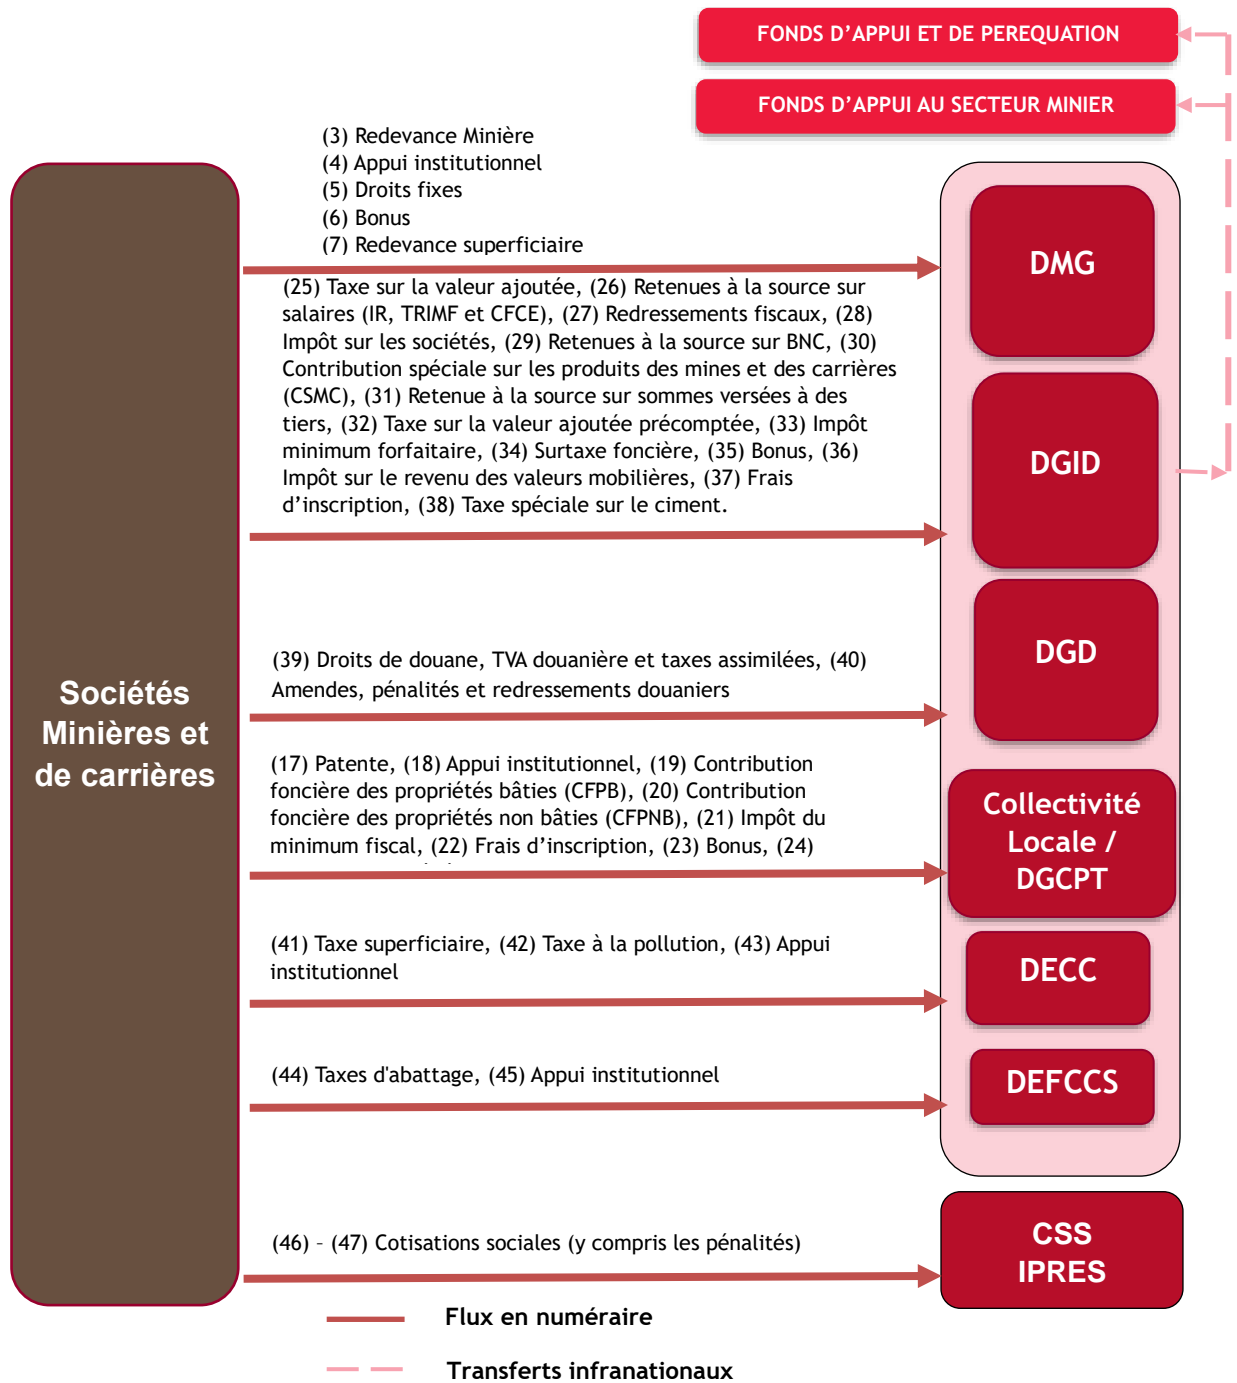 FONDS D’APPUI ET DE PEREQUATION
FONDS D’APPUI AU SECTEUR MINIER
(3) Redevance Minière
(4) Appui institutionnel
(5) Droits fixes
(6) Bonus
(7) Redevance superficiaire
DMG
(25) Taxe sur la valeur ajoutée, (26) Retenues à la source sur
salaires (IR, TRIMF et CFCE), (27) Redressements fiscaux, (28)
Impôt sur les sociétés, (29) Retenues à la source sur BNC, (30)
Contribution spéciale sur les produits des mines et des carrières
(CSMC), (31) Retenue à la source sur sommes versées à des
tiers, (32) Taxe sur la valeur ajoutée précomptée, (33) Impôt
minimum forfaitaire, (34) Surtaxe foncière, (35) Bonus, (36)
Impôt sur le revenu des valeurs mobilières, (37) Frais
d’inscription, (38) Taxe spéciale sur le ciment.
DGID
Sociétés
Minières et
de carrières
(39) Droits de douane, TVA douanière et taxes assimilées, (40)
Amendes, pénalités et redressements douaniers
DGD
(17) Patente, (18) Appui institutionnel, (19) Contribution
foncière des propriétés bâties (CFPB), (20) Contribution
foncière des propriétés non bâties (CFPNB), (21) Impôt du
minimum fiscal, (22) Frais d’inscription, (23) Bonus, (24)
Collectivité
Locale /
DGCPT
(41) Taxe superficiaire, (42) Taxe à la pollution, (43) Appui
institutionnel
DECC
(44) Taxes d'abattage, (45) Appui institutionnel
DEFCCS
(46) – (47) Cotisations sociales (y compris les pénalités)
CSS
IPRES
Flux en numéraire
Transferts infranationaux